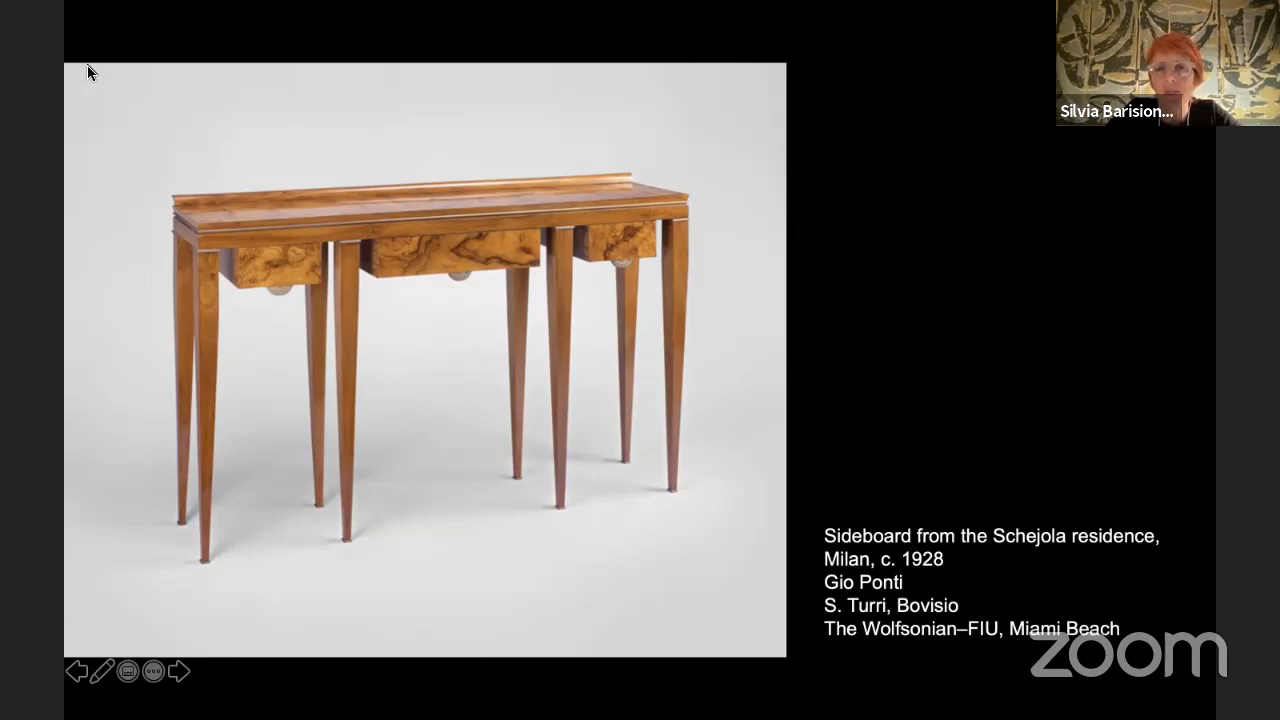 Silvia Barision...
Sideboard from the Schejola residence,
Milan, c. 1928
Gio Ponti
S. Turri, Bovisio
The Wolfsonian–FIU, Miami Beach
zoom